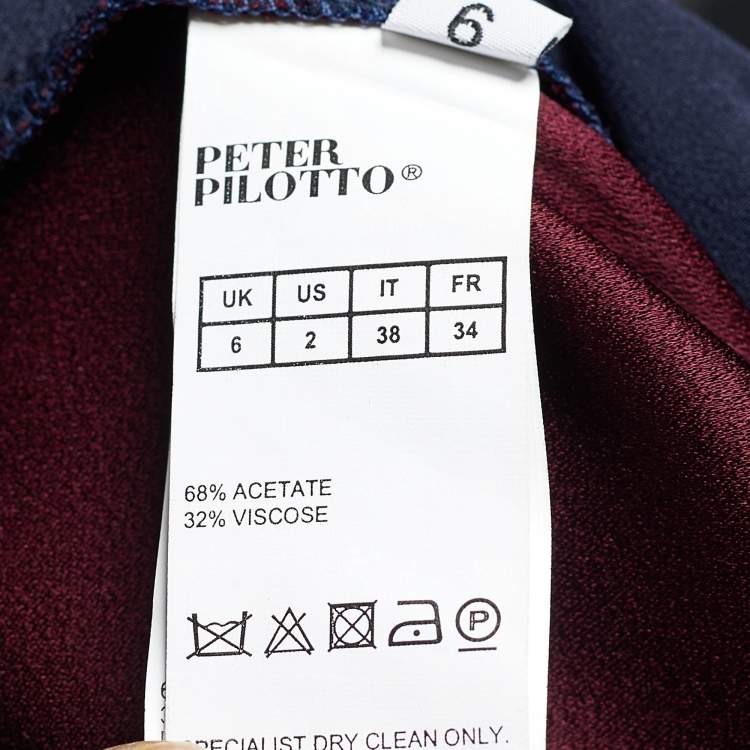 6
PETER
PILOTTO®
UK US IT FR
6 2 38 34
68% ACETATE
32% VISCOSE
P
SPECIALIST DRY CLEAN ONLY.